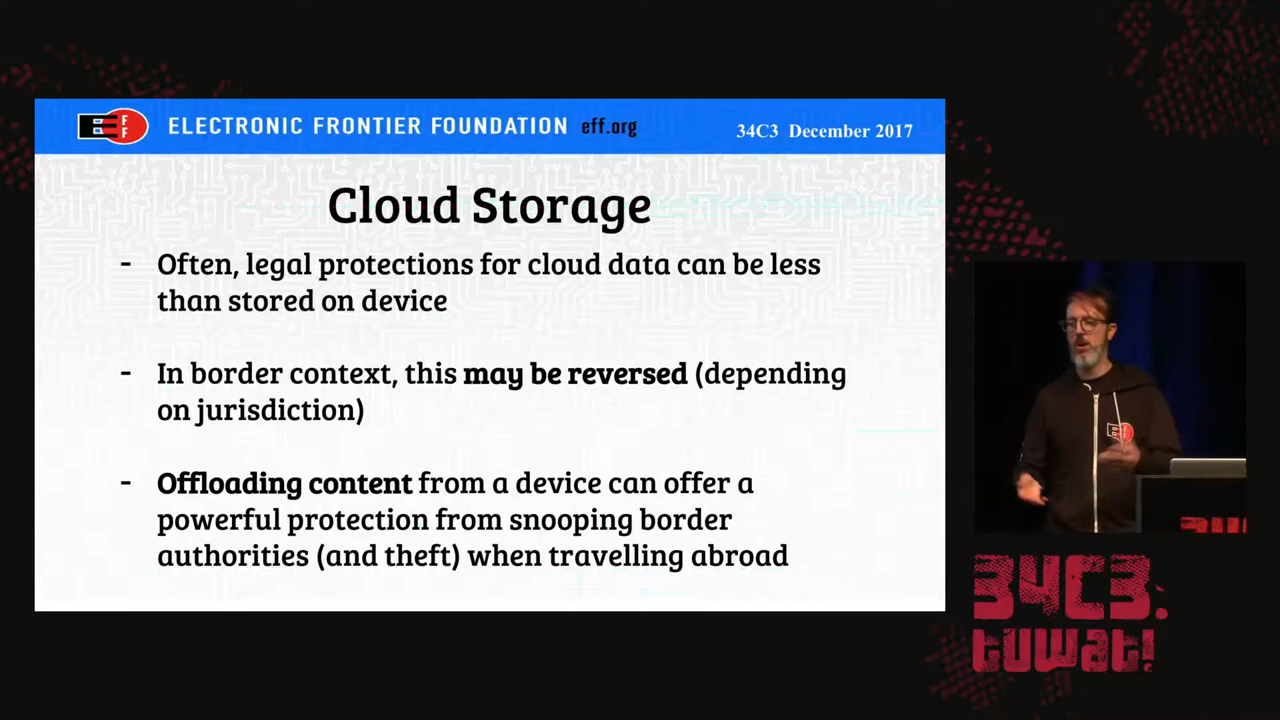 EFF
ELECTRONIC FRONTIER FOUNDATION eff.org
34C3 December 2017
Cloud Storage
- Often, legal protections for cloud data can be less
than stored on device
- In border context, this may be reversed (depending
on jurisdiction)
- Offloading content from a device can offer a
powerful protection from snooping border
authorities (and theft) when travelling abroad
34C3.
tuwat!